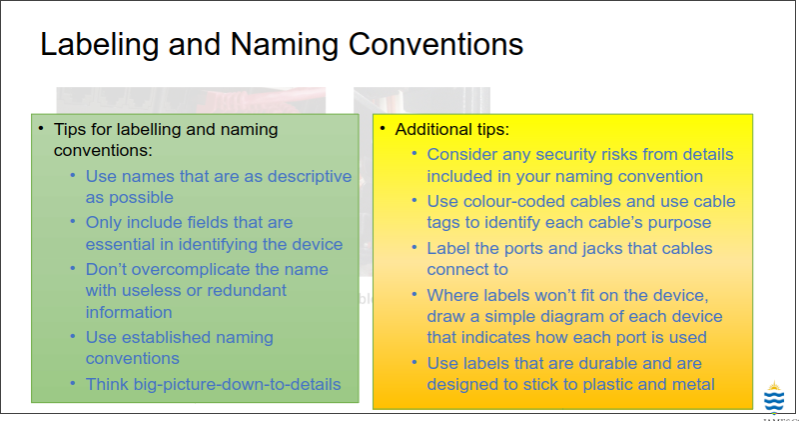 Labeling and Naming Conventions
• Tips for labelling and naming
conventions:
• Use names that are as descriptive
as possible
• Only include fields that are
essential in identifying the device
• Don’t overcomplicate the name
with useless or redundant
information
• Use established naming
conventions
• Think big-picture-down-to-details
• Additional tips:
• Consider any security risks from details
included in your naming convention
• Use colour-coded cables and use cable
tags to identify each cable’s purpose
• Label the ports and jacks that cables
connect to
• Where labels won’t fit on the device,
draw a simple diagram of each device
that indicates how each port is used
• Use labels that are durable and are
designed to stick to plastic and metal